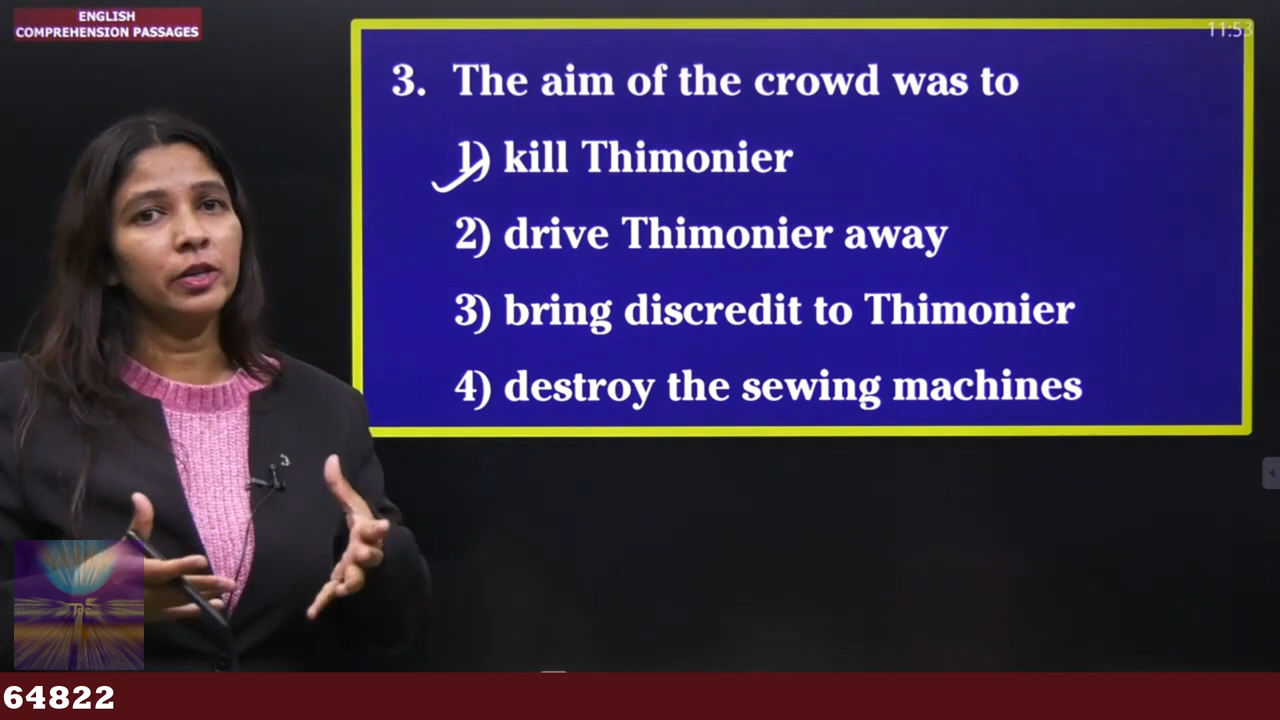 ENGLISH
COMPREHENSION PASSAGES
11:53
3. The aim of the crowd was to
1) kill Thimonier
2) drive Thimonier away
3) bring discredit to Thimonier
4) destroy the sewing machines
64822